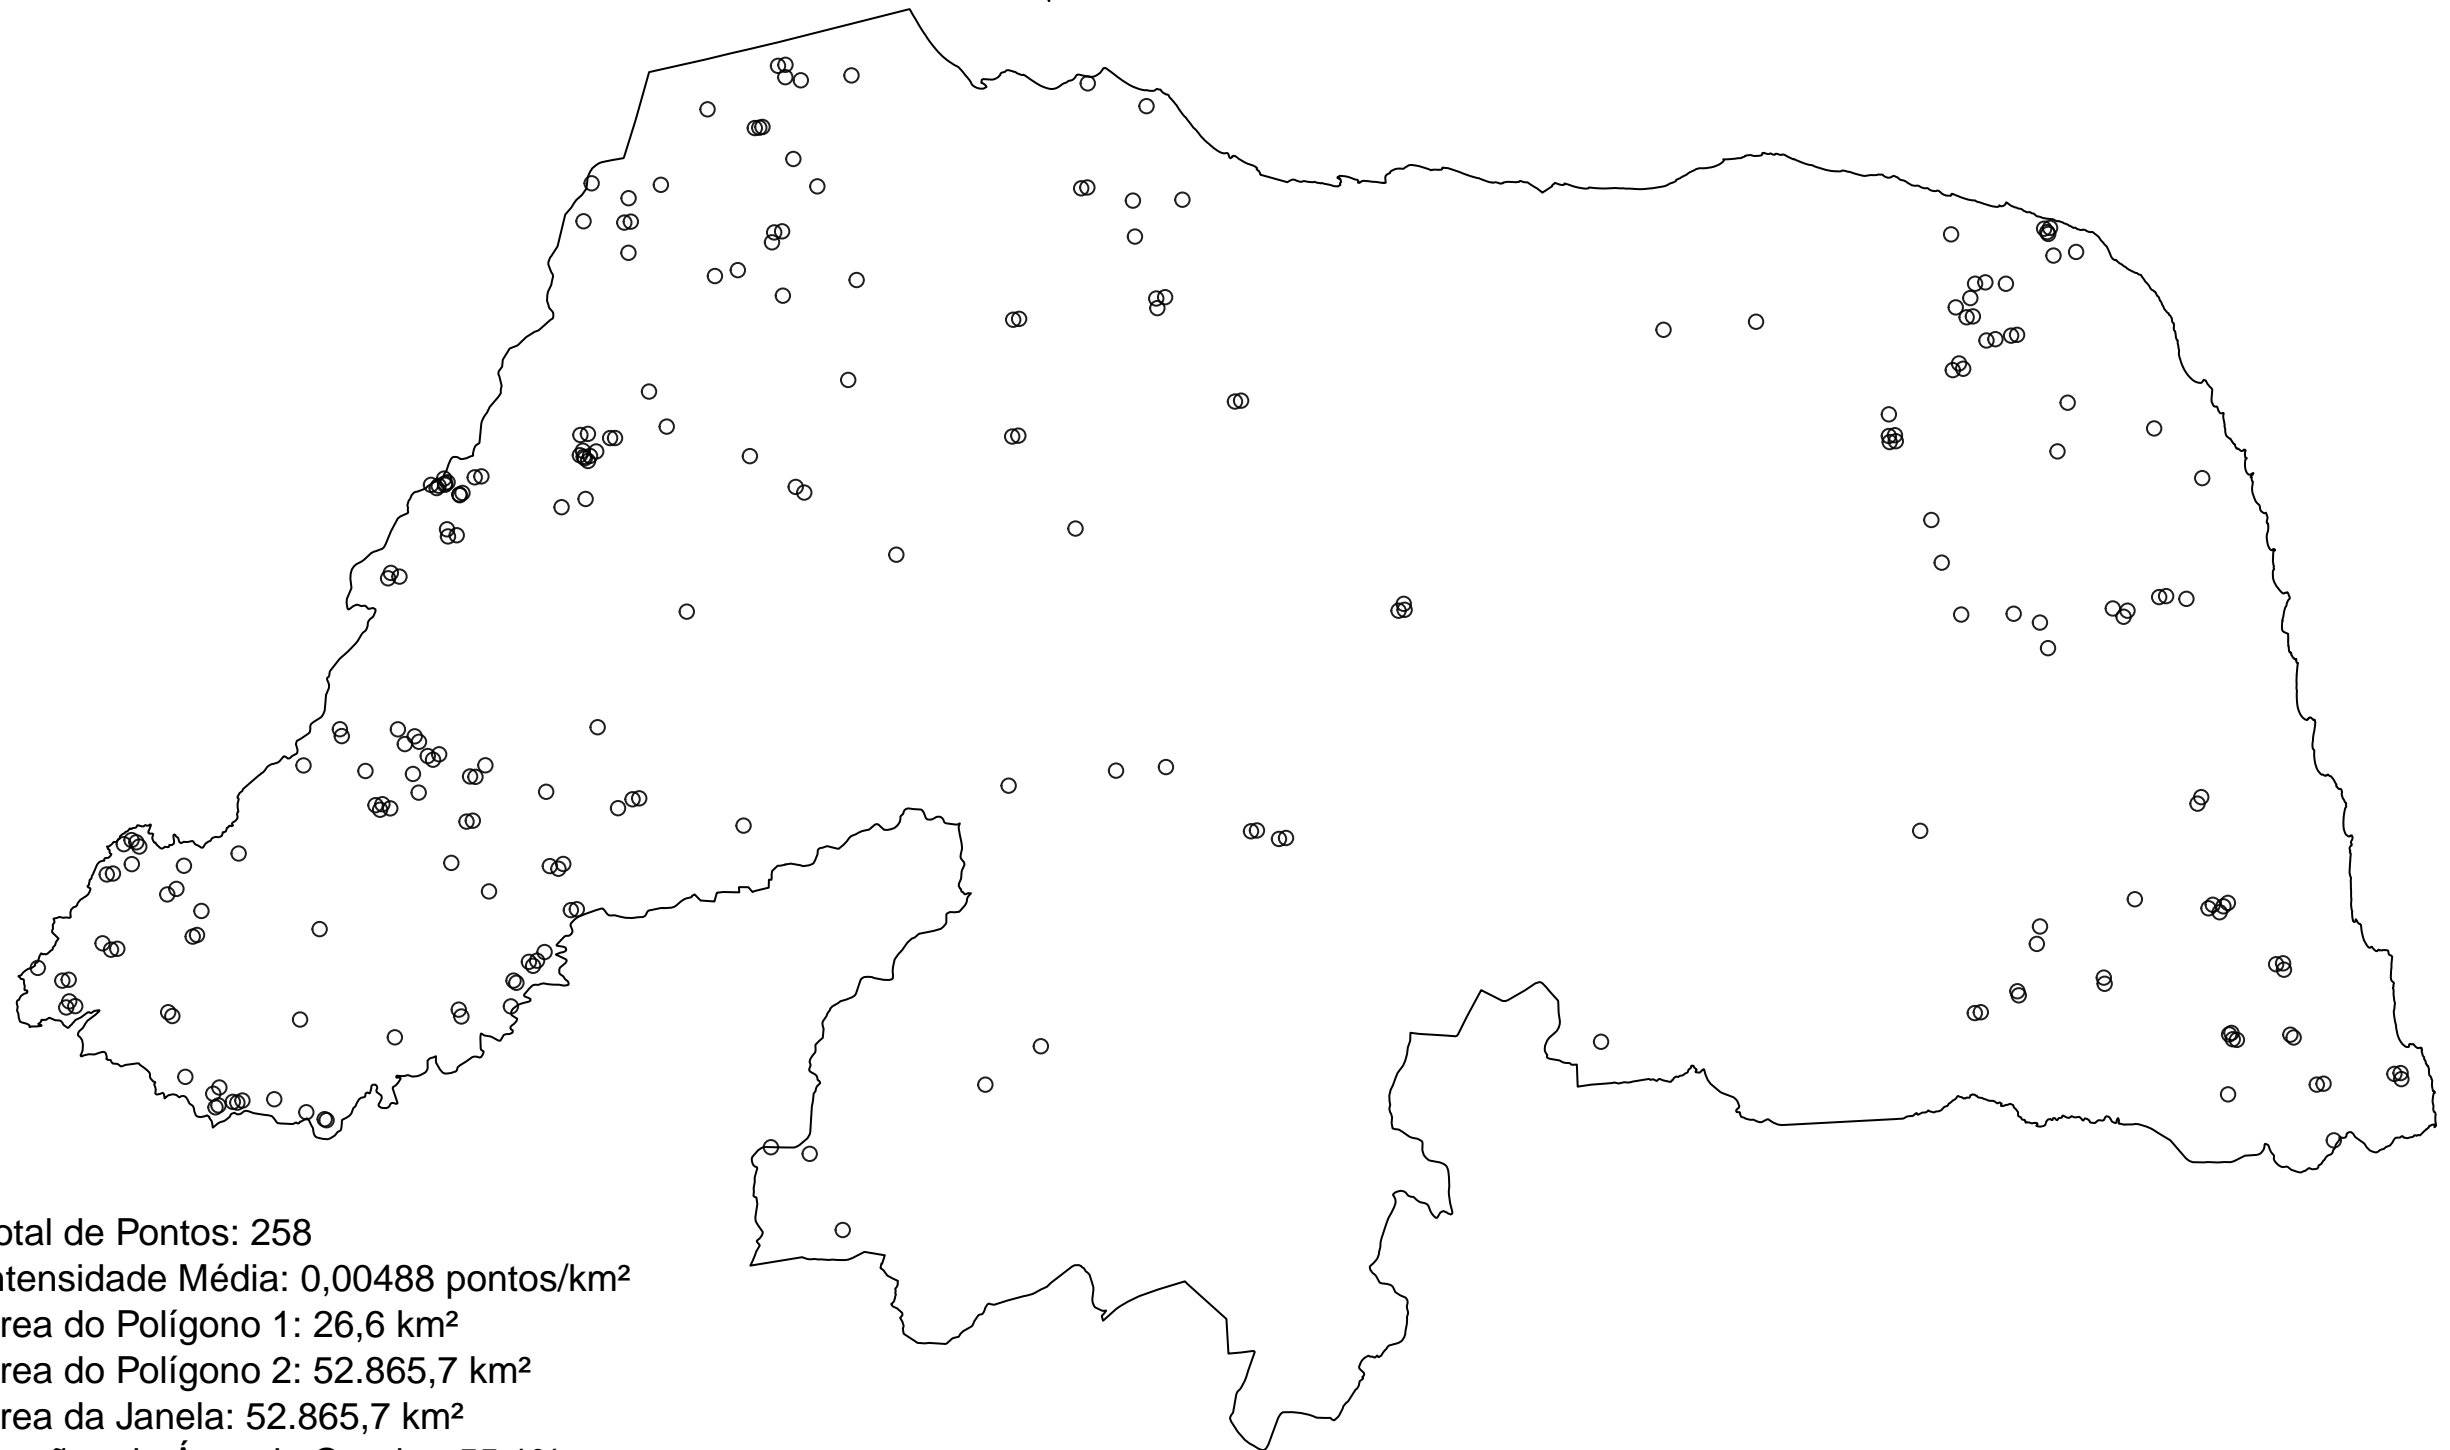 otal de Pontos: 258
ntensidade Média: 0,00488 pontos/km²
rea do Polígono 1: 26,6 km²
rea do Polígono 2: 52.865,7 km²
rea da Janela: 52.865,7 km²